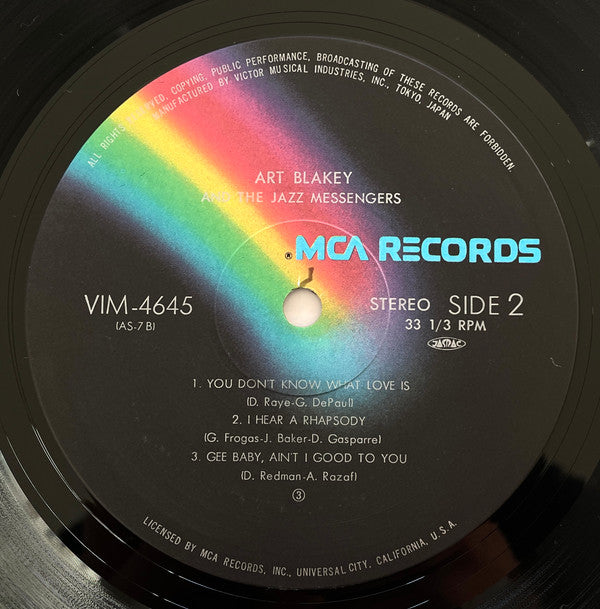 ALL RIGHTS RESERVED. COPYING, PUBLIC PERFORMANCE, BROADCASTING OF THESE RECORDS ARE FORBIDDEN.
MANUFACTURED BY VICTOR MUSICAL INDUSTRIES, INC., TOKYO, JAPAN
ART BLAKEY
AND THE JAZZ MESSENGERS
® MCA RECORDS
VIM-4645
(AS-7 B)
STEREO SIDE 2
33 1/3 RPM
JASRAC
1. YOU DON'T KNOW WHAT LOVE IS
(D. Raye-G. DePaul)
2. I HEAR A RHAPSODY
(G. Frogas-J. Baker-D. Gasparre)
3. GEE BABY, AIN'T I GOOD TO YOU
(D. Redman-A. Razaf)
③
LICENSED BY MCA RECORDS, INC., UNIVERSAL CITY, CALIFORNIA, U.S.A.